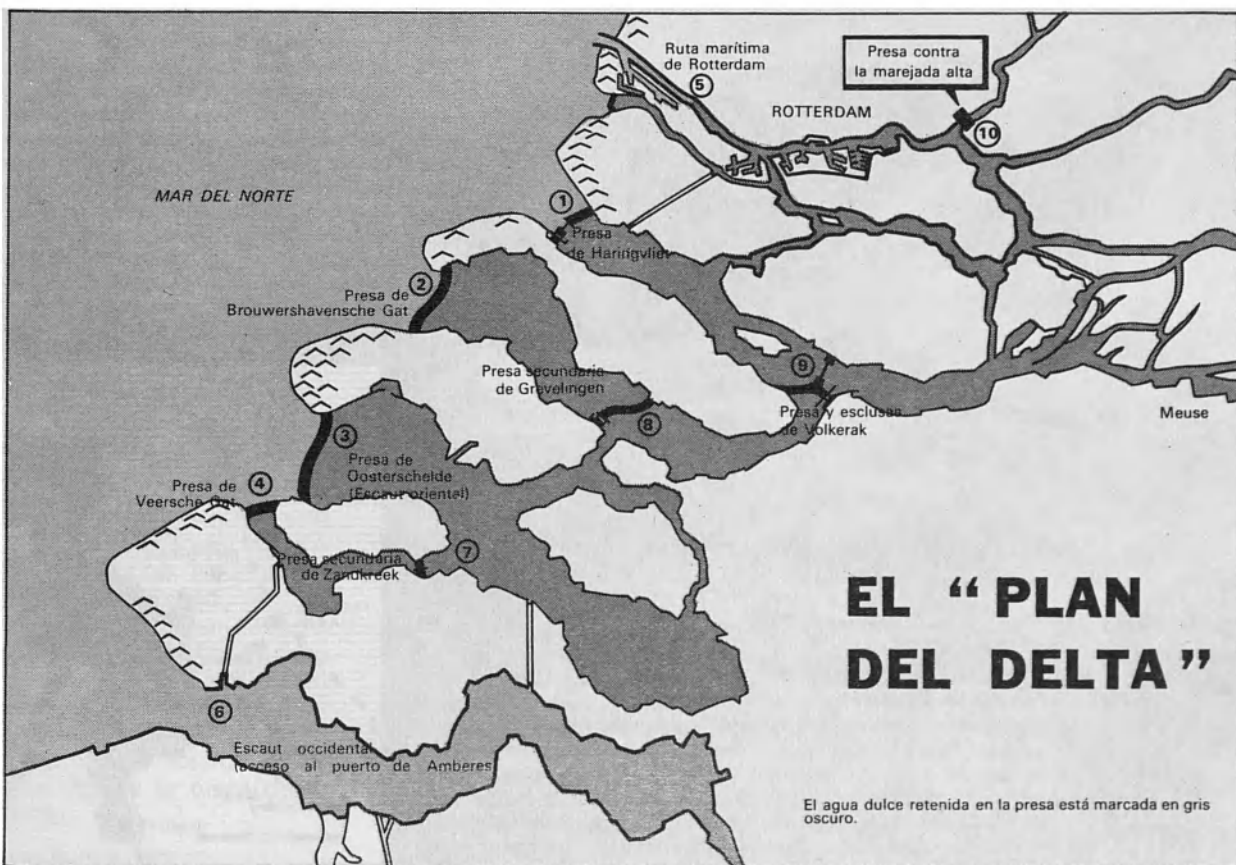 Ruta marítima
de Rotterdam
5
Presa contra
la marejada alta
ROTTERDAM
10
MAR DEL NORTE
1
Presa
de Haringvliet
2
Presa de
Brouwershavensche Gat
Presa secundaria
de Grevelingen
9
8
Presa y esclusas
de Volkerak
Meuse
3
Presa de
Oosterschelde
(Escaut oriental)
4
Presa de
Veersche Gat
Presa secundaria
de Zandkreek
7
EL “PLAN
DEL DELTA”
6
Escaut occidental
(acceso al puerto de Amberes
El agua dulce retenida en la presa está marcada en gris
oscuro.